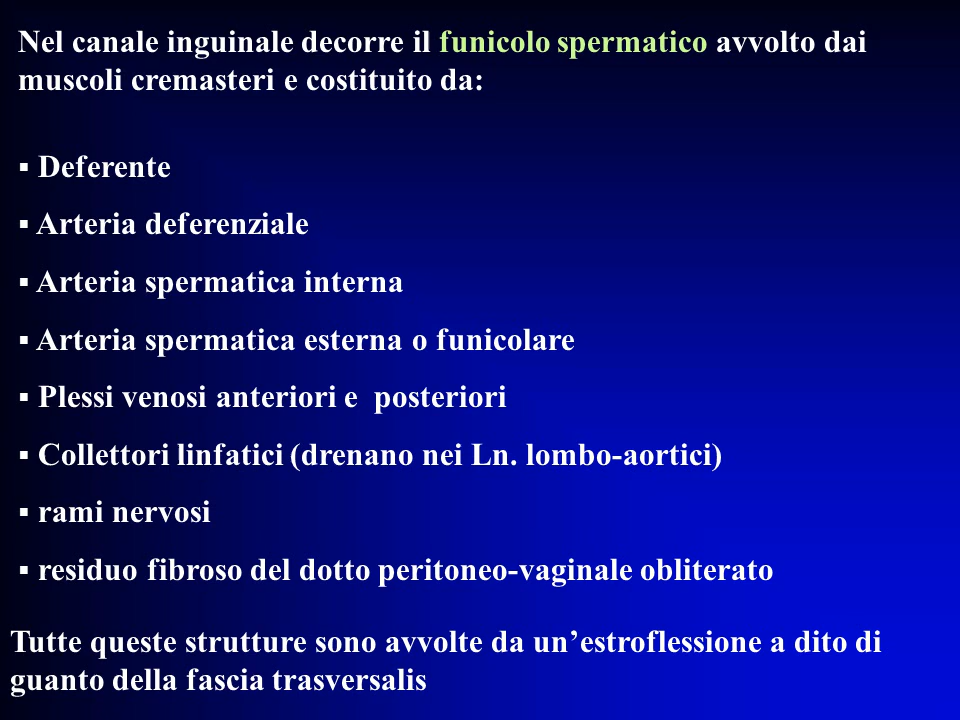 Nel canale inguinale decorre il funicolo spermatico avvolto dai
muscoli cremasteri e costituito da:
▪ Deferente
▪ Arteria deferenziale
▪ Arteria spermatica interna
▪ Arteria spermatica esterna o funicolare
▪ Plessi venosi anteriori e  posteriori
▪ Collettori linfatici (drenano nei Ln. lombo-aortici)
▪ rami nervosi
▪ residuo fibroso del dotto peritoneo-vaginale obliterato
Tutte queste strutture sono avvolte da un’estroflessione a dito di
guanto della fascia trasversalis